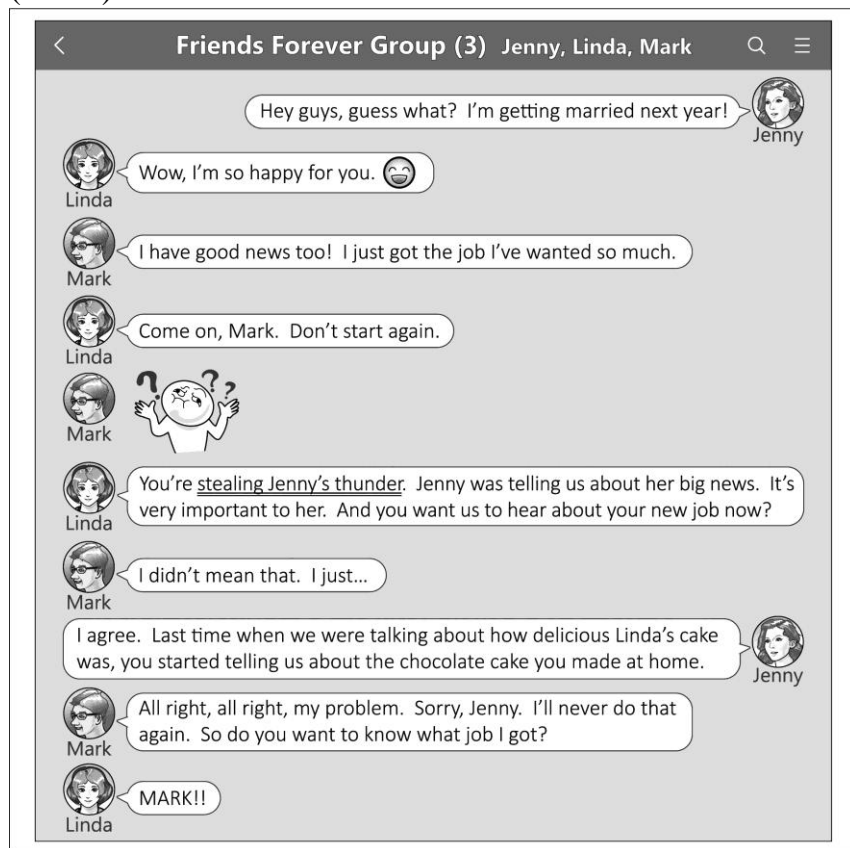 Friends Forever Group (3) Jenny, Linda, Mark
Hey guys, guess what? I'm getting married next year!
Jenny
Wow, I'm so happy for you.
Linda
I have good news too! I just got the job I've wanted so much.
Mark
Come on, Mark. Don't start again.
Linda
? ? ?
Mark
You're stealing Jenny's thunder. Jenny was telling us about her big news. It's
very important to her. And you want us to hear about your new job now?
Linda
I didn't mean that. I just...
Mark
I agree. Last time when we were talking about how delicious Linda's cake
was, you started telling us about the chocolate cake you made at home.
Jenny
All right, all right, my problem. Sorry, Jenny. I'll never do that
again. So do you want to know what job I got?
Mark
MARK!!
Linda